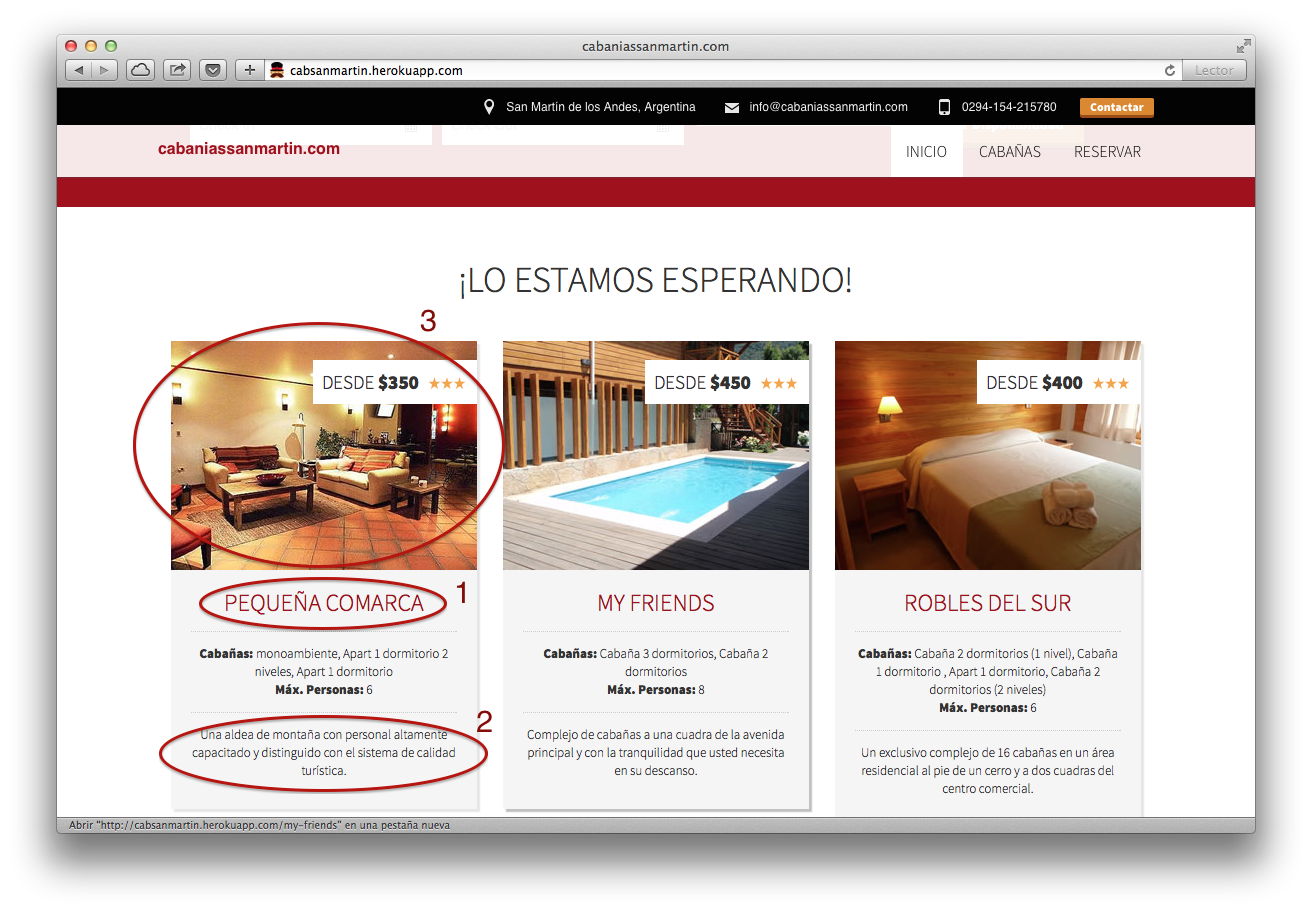 cabaniassanmartin.com
cabsanmartin.herokuapp.com
Lector
San Martín de los Andes, Argentina
info@cabaniassanmartin.com
0294-154-215780
Contactar
cabaniassanmartin.com
INICIO
CABAÑAS
RESERVAR
¡LO ESTAMOS ESPERANDO!
3
DESDE $350
DESDE $450
DESDE $400
PEQUEÑA COMARCA
1
Cabañas: monoambiente, Apart 1 dormitorio 2
niveles, Apart 1 dormitorio
Máx. Personas: 6
2
Una aldea de montaña con personal altamente
capacitado y distinguido con el sistema de calidad
turística.
MY FRIENDS
Cabañas: Cabaña 3 dormitorios, Cabaña 2
dormitorios
Máx. Personas: 8
Complejo de cabañas a una cuadra de la avenida
principal y con la tranquilidad que usted necesita
en su descanso.
ROBLES DEL SUR
Cabañas: Cabaña 2 dormitorios (1 nivel), Cabaña
1 dormitorio , Apart 1 dormitorio, Cabaña 2
dormitorios (2 niveles)
Máx. Personas: 6
Un exclusivo complejo de 16 cabañas en un área
residencial al pie de un cerro y a dos cuadras del
centro comercial.
Abrir "http://cabsanmartin.herokuapp.com/my-friends" en una pestaña nueva